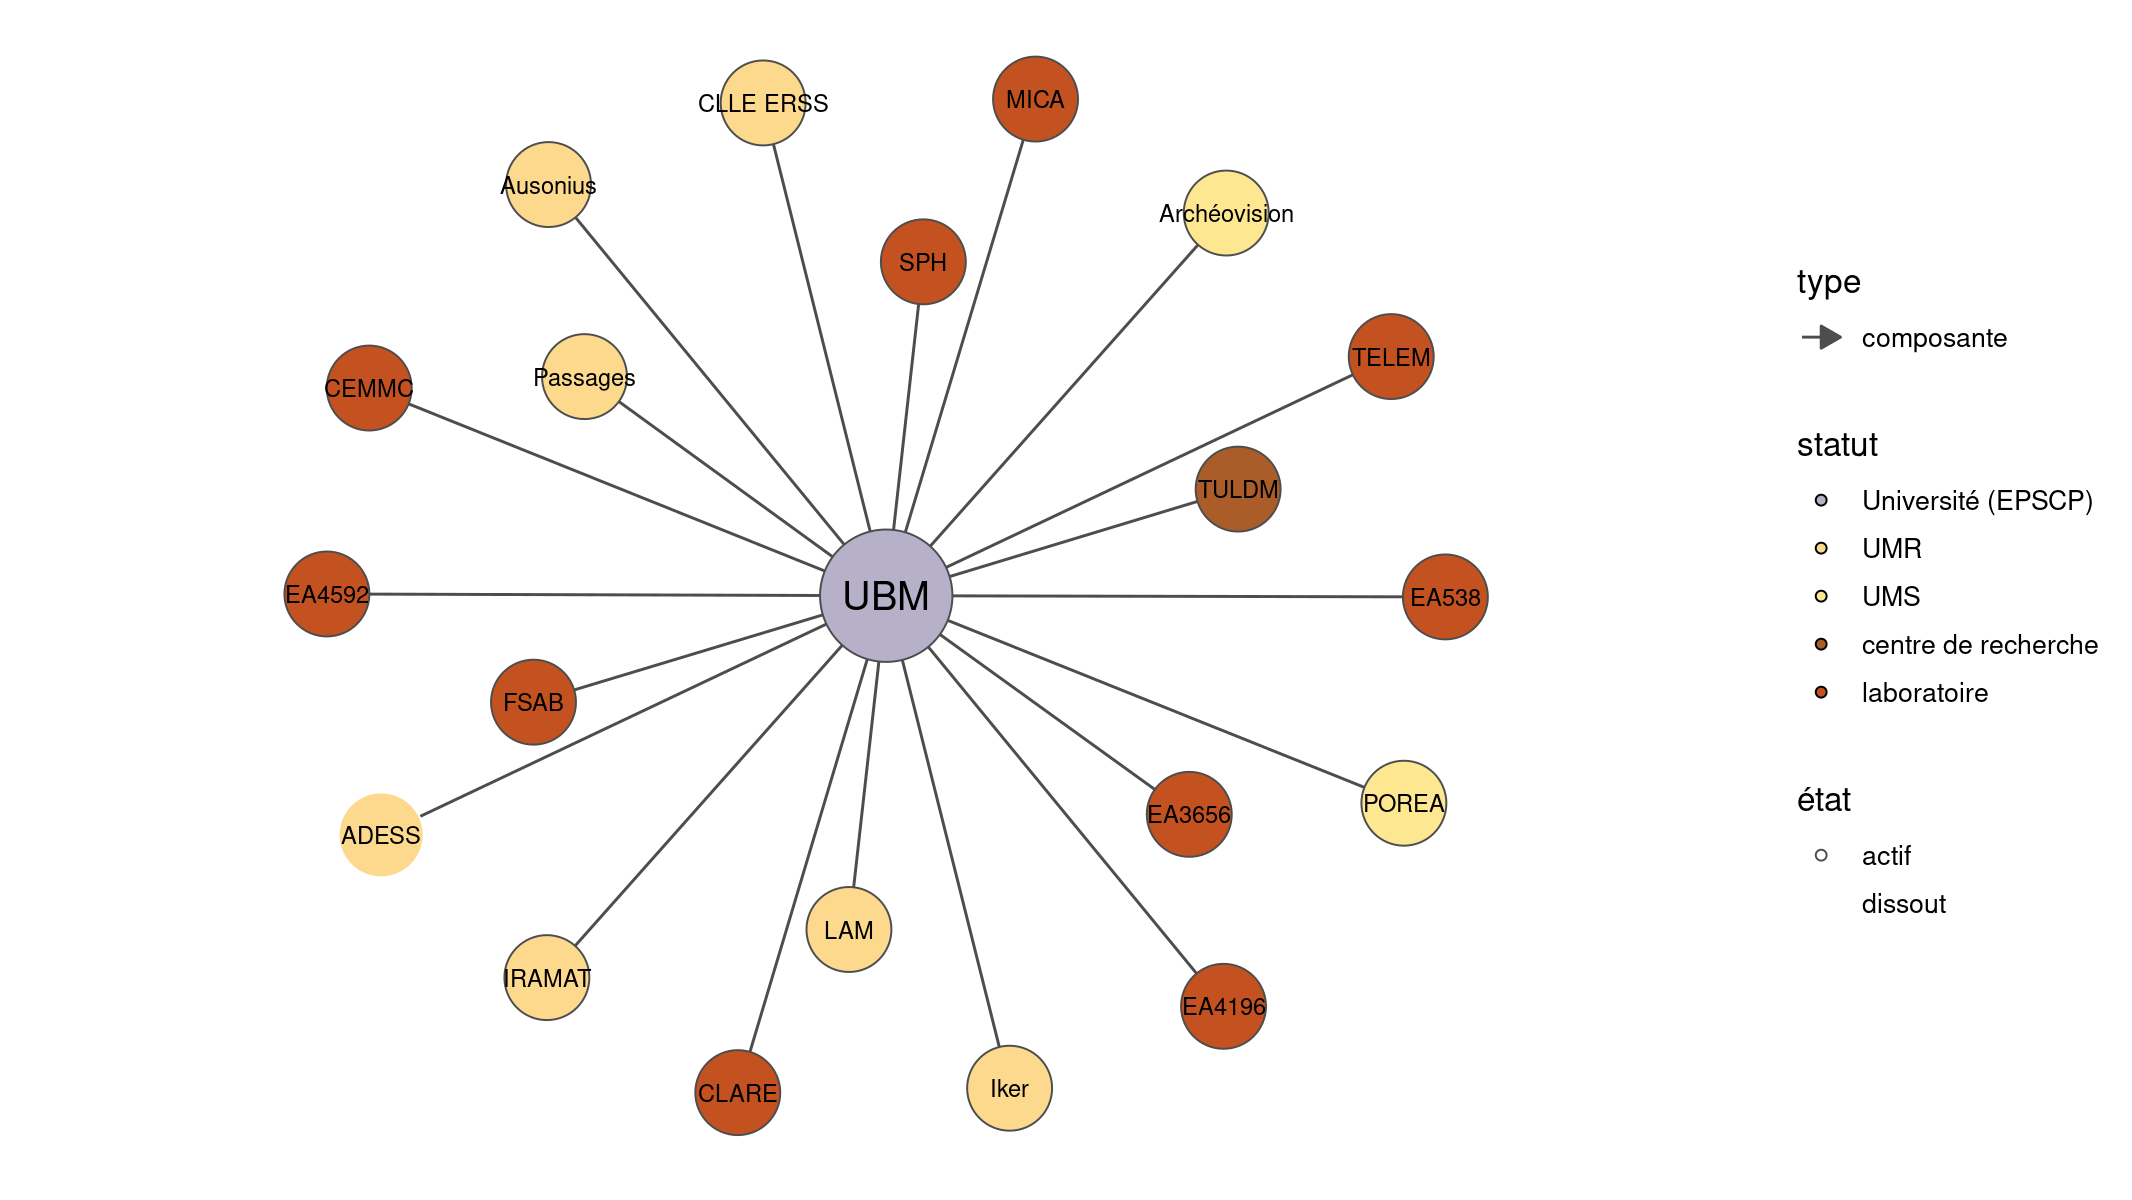 CLLE ERSS
MICA
Ausonius
Archéovision
SPH
TELEM
Passages
CEMMC
TULDM
EA4592
UBM
EA538
FSAB
POREA
EA3656
ADESS
LAM
IRAMAT
EA4196
Iker
CLARE
type
composante
statut
Université (EPSCP)
UMR
UMS
centre de recherche
laboratoire
état
actif
dissout